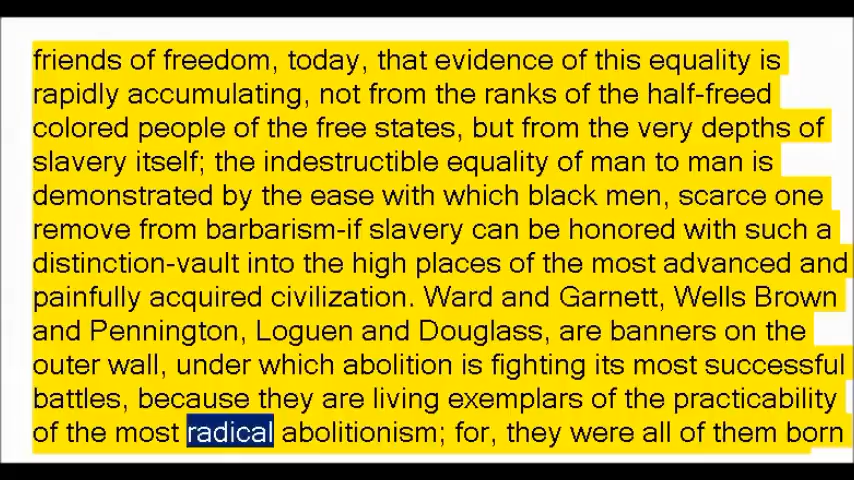 friends of freedom, today, that evidence of this equality is
rapidly accumulating, not from the ranks of the half-freed
colored people of the free states, but from the very depths of
slavery itself; the indestructible equality of man to man is
demonstrated by the ease with which black men, scarce one
remove from barbarism-if slavery can be honored with such a
distinction-vault into the high places of the most advanced and
painfully acquired civilization. Ward and Garnett, Wells Brown
and Pennington, Loguen and Douglass, are banners on the
outer wall, under which abolition is fighting its most successful
battles, because they are living exemplars of the practicability
of the most radical abolitionism; for, they were all of them born